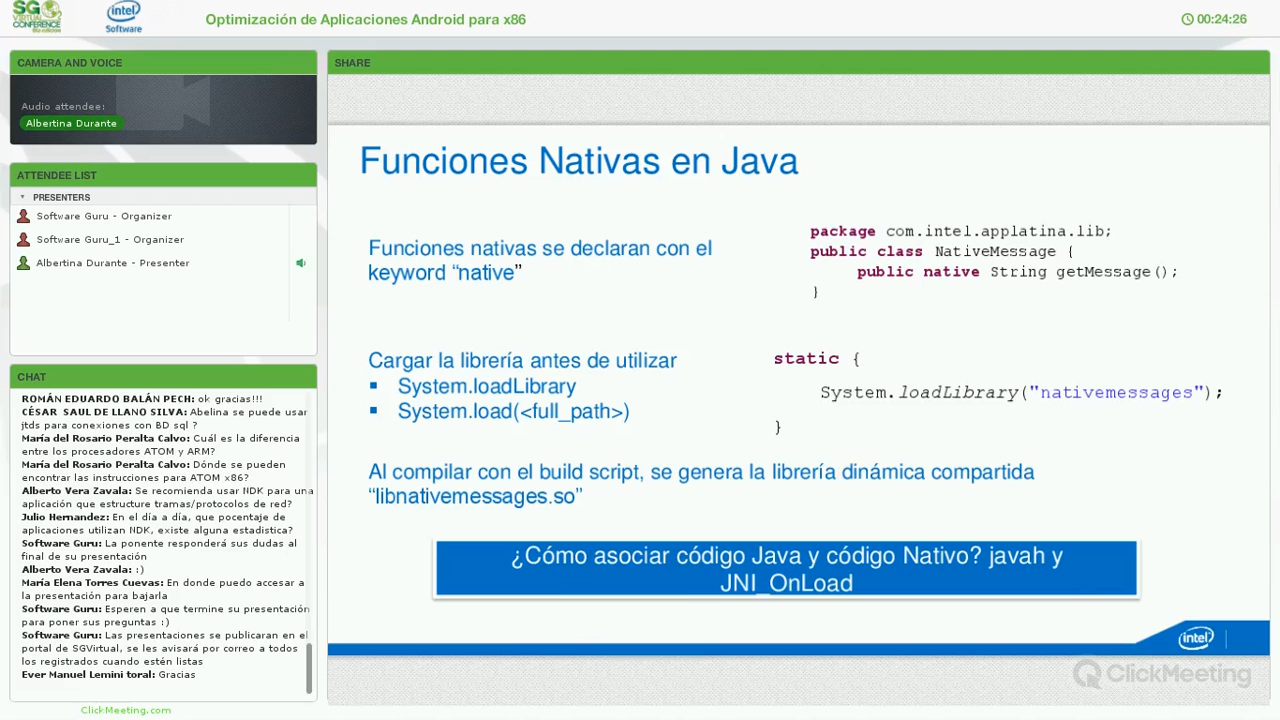 SG
VIRTUAL
CONFERENCE
intel
Software
Optimización de Aplicaciones Android para x86
00:24:26
CAMERA AND VOICE
Audio attendee:
Albertina Durante
ATTENDEE LIST
PRESENTERS
Software Guru - Organizer
Software Guru_1 - Organizer
Albertina Durante - Presenter
CHAT
ROMÁN EDUARDO BALÁN PECH: ok gracias!!!
CÉSAR SAUL DE LLANO SILVA: Abelina se puede usar
jtds para conexiones con BD sql ?
María del Rosario Peralta Calvo: Cuál es la diferencia
entre los procesadores ATOM y ARM?
María del Rosario Peralta Calvo: Dónde se pueden
encontrar las instrucciones para ATOM x86?
Alberto Vera Zavala: Se recomienda usar NDK para una
aplicación que estructure tramas/protocolos de red?
Julio Hernandez: En el día a día, que pocentaje de
aplicaciones utilizan NDK, existe alguna estadistica?
Software Guru: La ponente responderá sus dudas al
final de su presentación
Alberto Vera Zavala: :)
María Elena Torres Cuevas: En donde puedo accesar a
la presentación para bajarla
Software Guru: Esperen a que termine su presentación
para poner sus preguntas :)
Software Guru: Las presentaciones se publicaran en el
portal de SGVirtual, se les avisará por correo a todos
los registrados cuando estén listas
Ever Manuel Lemini toral: Gracias
ClickMeeting.com
SHARE
Funciones Nativas en Java
Funciones nativas se declaran con el
keyword “native”
package com.intel.applatina.lib;
public class NativeMessage {
public native String getMessage();
}
Cargar la librería antes de utilizar
▪ System.loadLibrary
▪ System.load(<full_path>)
static {
System.loadLibrary("nativemessages");
}
Al compilar con el build script, se genera la librería dinámica compartida
“libnativemessages.so”
¿Cómo asociar código Java y código Nativo? javah y
JNI_OnLoad
intel
ClickMeeting